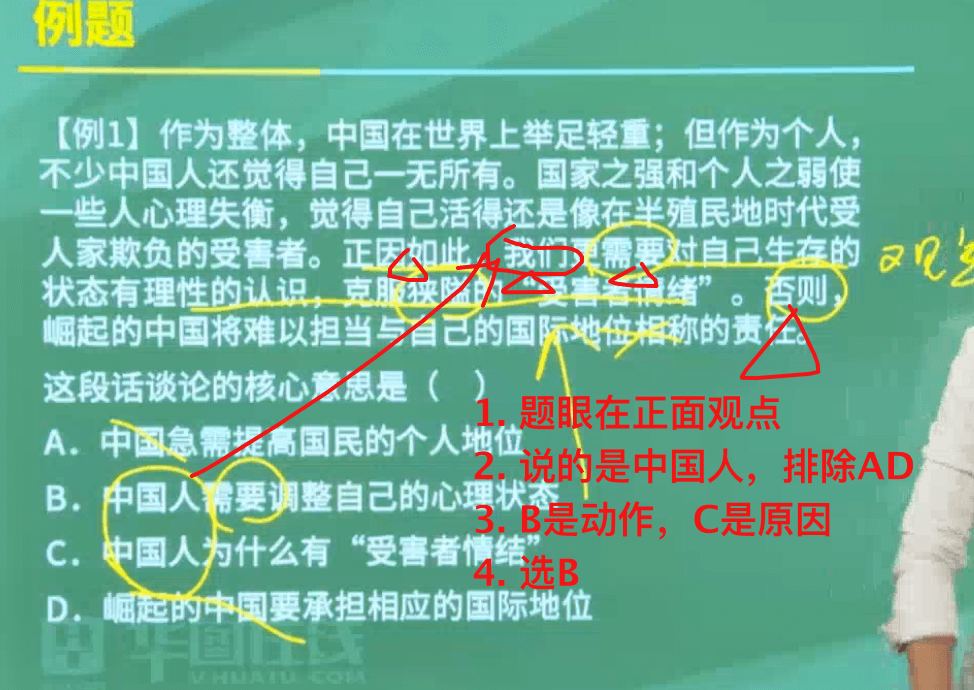 例题
【例1】作为整体，中国在世界上举足轻重；但作为个人，
不少中国人还觉得自己一无所有。国家之强和个人之弱使
一些人心理失衡，觉得自己活得还是像在半殖民地时代受
人家欺负的受害者。正因如此，我们更需要对自己生存的
状态有理性的认识，克服狭隘的“受害者情绪”。否则，
崛起的中国将难以担当与自己的国际地位相称的责任。
这段话谈论的核心意思是（ ）
A. 中国急需提高国民的个人地位
B. 中国人需要调整自己的心理状态
C. 中国人为什么有“受害者情结”
D. 崛起的中国要承担相应的国际地位
1. 题眼在正面观点
2. 说的是中国人，排除AD
3. B是动作，C是原因
4. 选B
华图在线
V.HUATU.COM